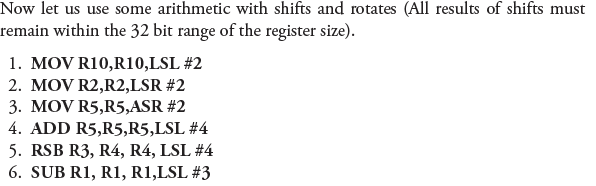 Now let us use some arithmetic with shifts and rotates (All results of shifts must
remain within the 32 bit range of the register size).
1. MOV R10,R10,LSL #2
2. MOV R2,R2,LSR #2
3. MOV R5,R5,ASR #2
4. ADD R5,R5,R5,LSL #4
5. RSB R3, R4, R4, LSL #4
6. SUB R1, R1, R1,LSL #3